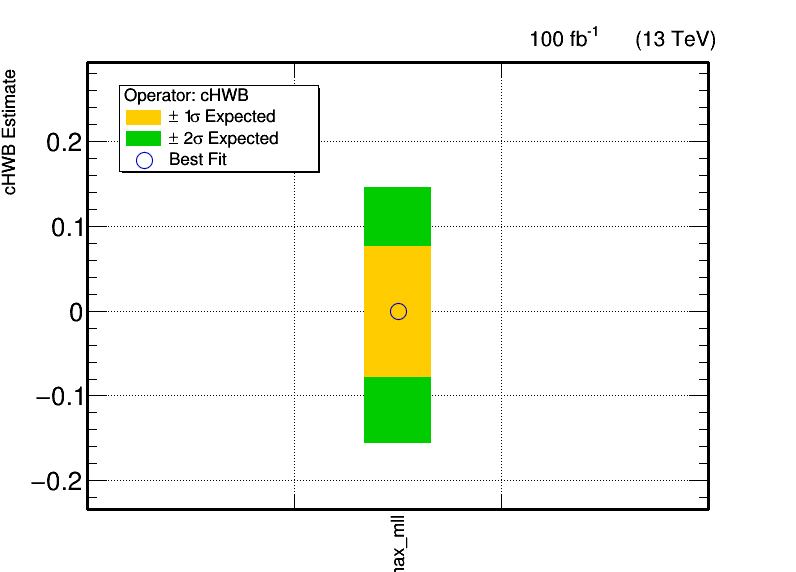 100 fb-1 (13 TeV)
cHWB Estimate
Operator: cHWB
± 1σ Expected
± 2σ Expected
Best Fit
0.2
0.1
0
−0.1
−0.2
max_mll